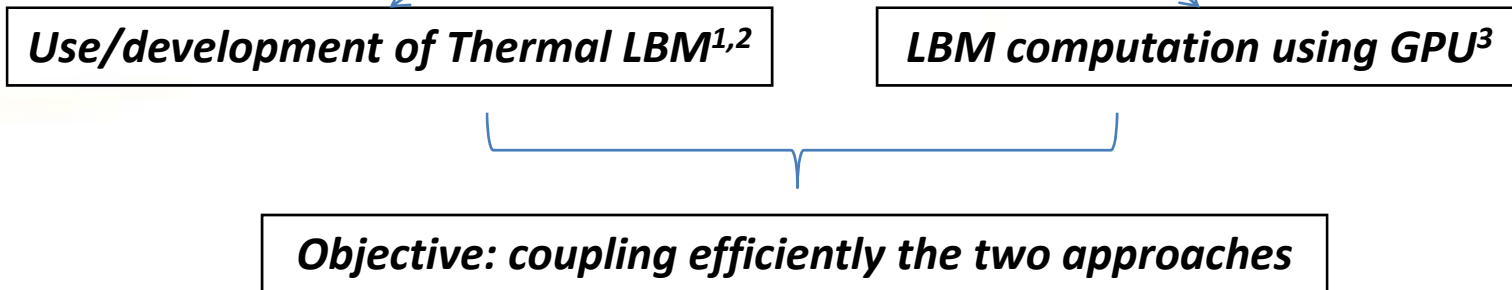 Use/development of Thermal LBM1,2
LBM computation using GPU3
Objective: coupling efficiently the two approaches